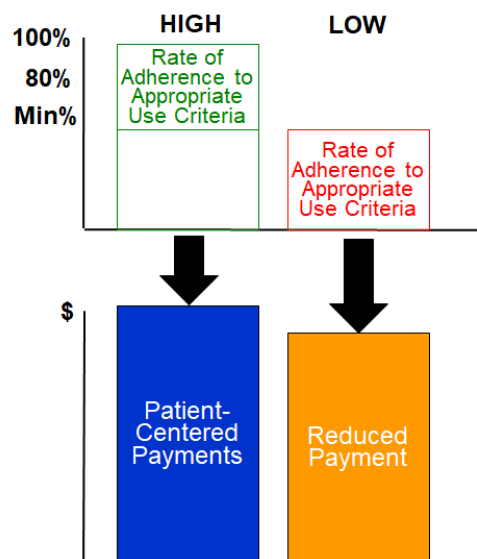 HIGH
LOW
100%
80%
Min%
Rate of
Adherence to
Appropriate
Use Criteria
Rate of
Adherence to
Appropriate
Use Criteria
$
Patient-
Centered
Payments
Reduced
Payment